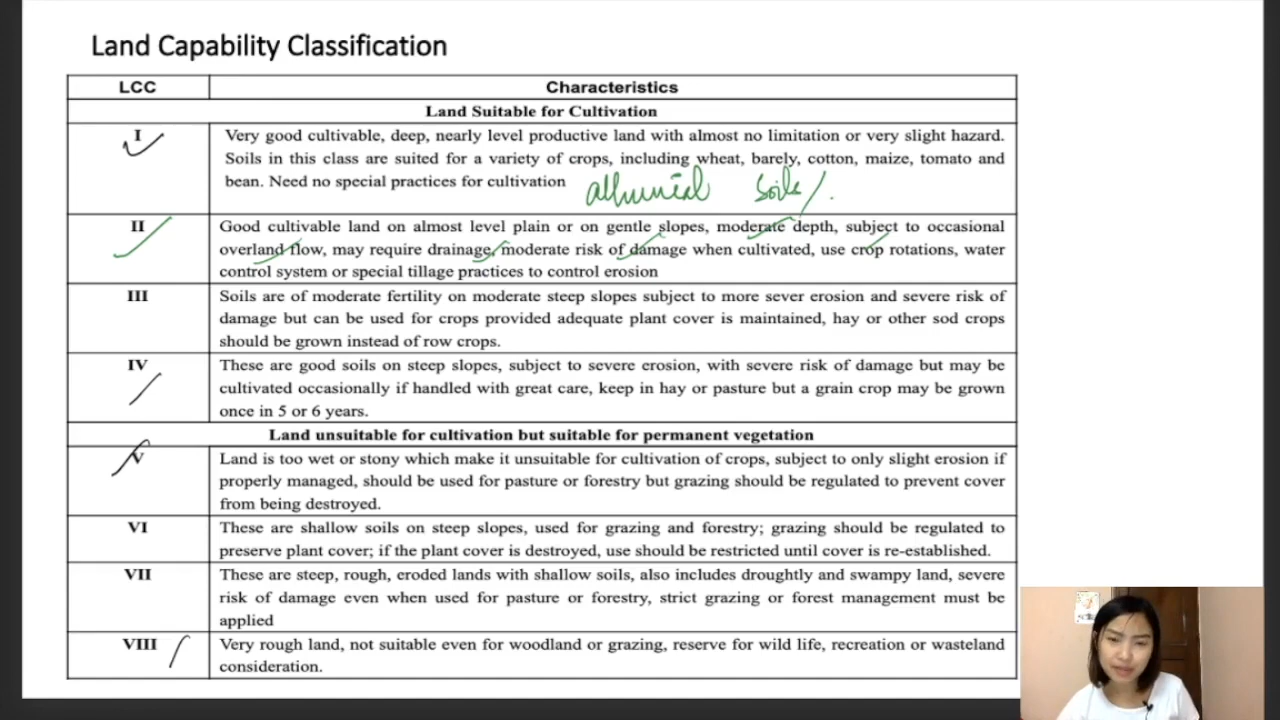 Land Capability Classification
LCC Characteristics
Land Suitable for Cultivation
I
Very good cultivable, deep, nearly level productive land with almost no limitation or very slight hazard.
Soils in this class are suited for a variety of crops, including wheat, barely, cotton, maize, tomato and
bean. Need no special practices for cultivation
alluvial soils
II
Good cultivable land on almost level plain or on gentle slopes, moderate depth, subject to occasional
overland flow, may require drainage, moderate risk of damage when cultivated, use crop rotations, water
control system or special tillage practices to control erosion
III
Soils are of moderate fertility on moderate steep slopes subject to more sever erosion and severe risk of
damage but can be used for crops provided adequate plant cover is maintained, hay or other sod crops
should be grown instead of row crops.
IV
These are good soils on steep slopes, subject to severe erosion, with severe risk of damage but may be
cultivated occasionally if handled with great care, keep in hay or pasture but a grain crop may be grown
once in 5 or 6 years.
Land unsuitable for cultivation but suitable for permanent vegetation
V
Land is too wet or stony which make it unsuitable for cultivation of crops, subject to only slight erosion if
properly managed, should be used for pasture or forestry but grazing should be regulated to prevent cover
from being destroyed.
VI
These are shallow soils on steep slopes, used for grazing and forestry; grazing should be regulated to
preserve plant cover; if the plant cover is destroyed, use should be restricted until cover is re-established.
VII
These are steep, rough, eroded lands with shallow soils, also includes droughtly and swampy land, severe
risk of damage even when used for pasture or forestry, strict grazing or forest management must be
applied
VIII
Very rough land, not suitable even for woodland or grazing, reserve for wild life, recreation or wasteland
consideration.